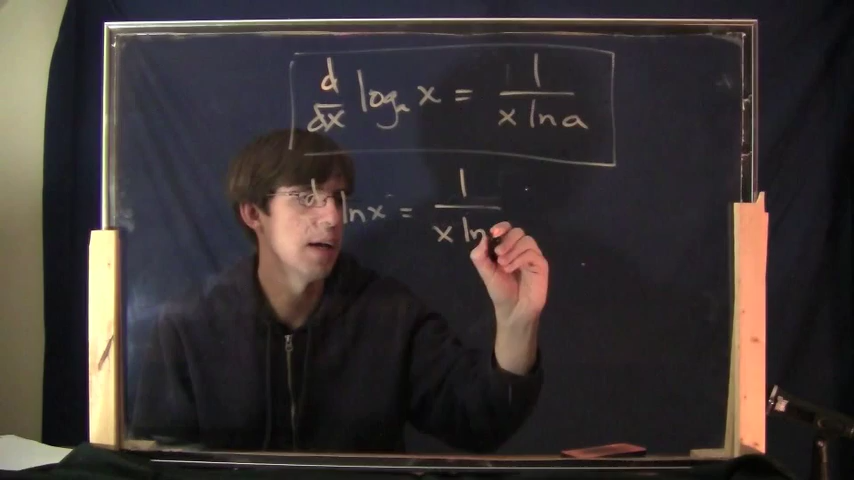 d/dx logₐ x = 1/(x ln a)
d ln x = 1/(x ln